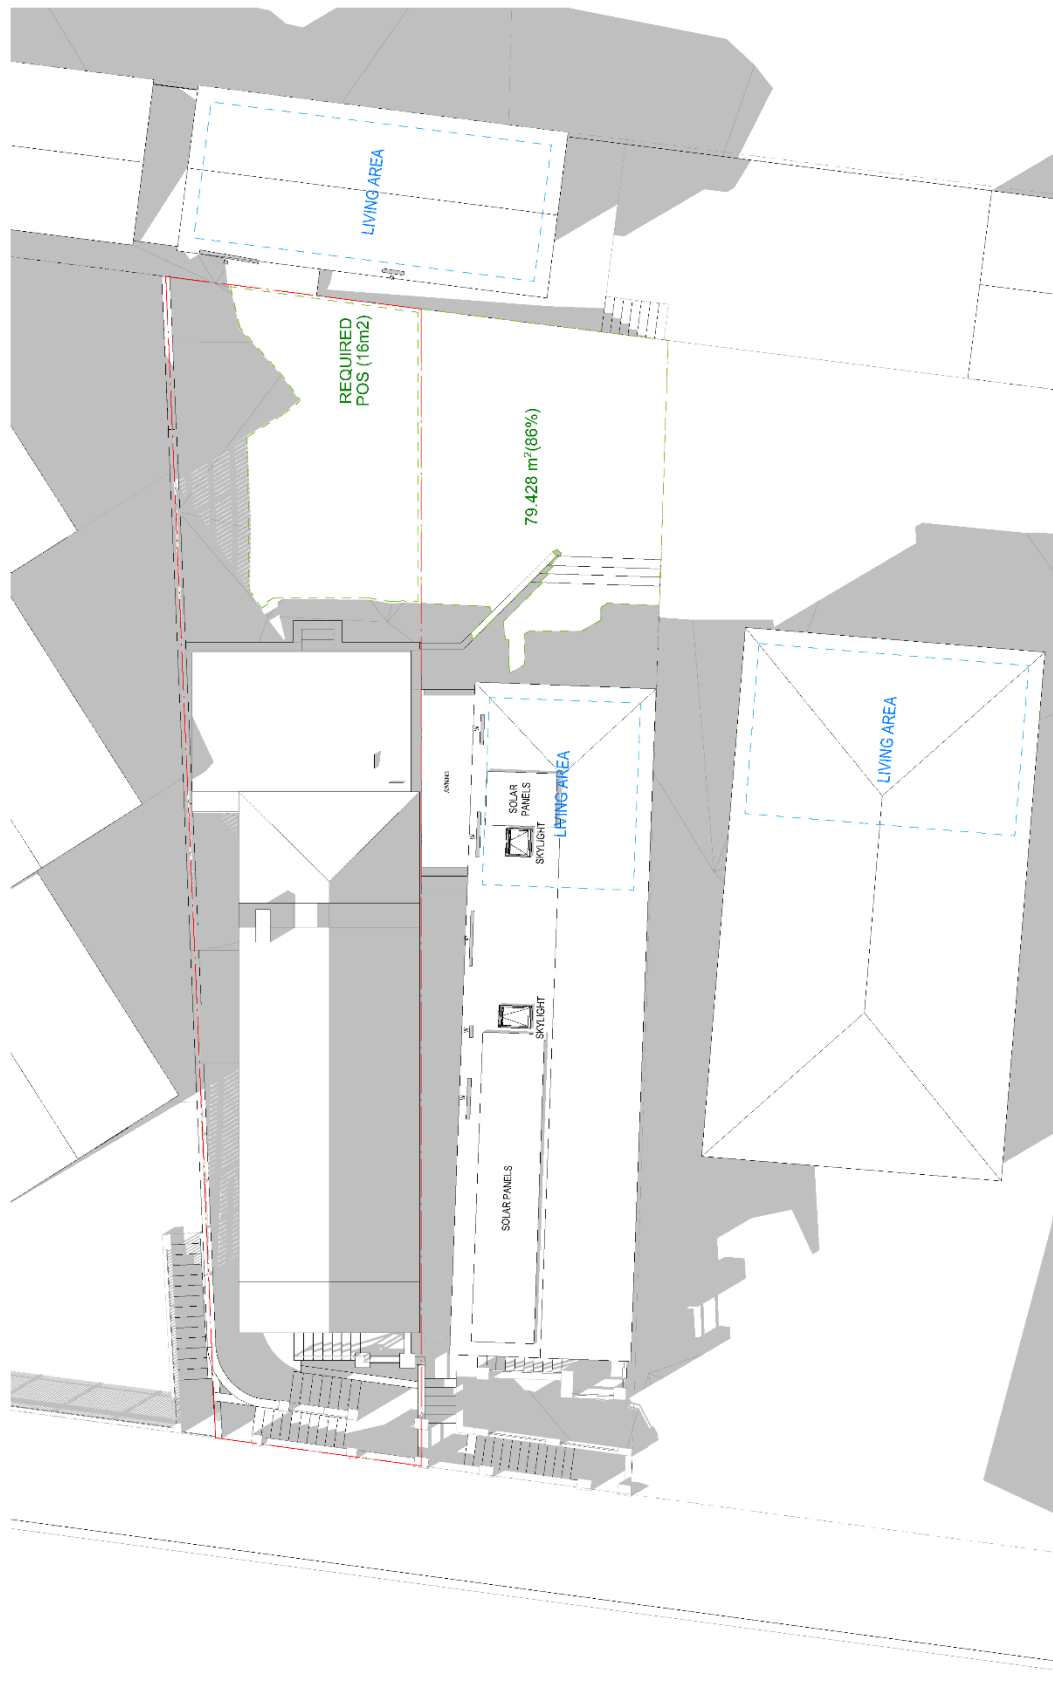 LIVING AREA
REQUIRED
POS (16m2)
79.428 m²(86%)
LIVING AREA
AWNING
SOLAR
PANELS
LIVING AREA
SKYLIGHT
W
W
SKYLIGHT
W
W
SOLAR PANELS